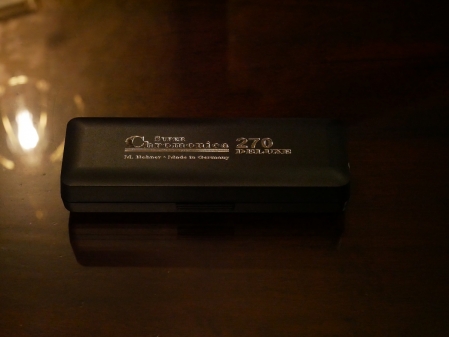 Super
Chromonica 270
DELUXE
M. Hohner • Made in Germany